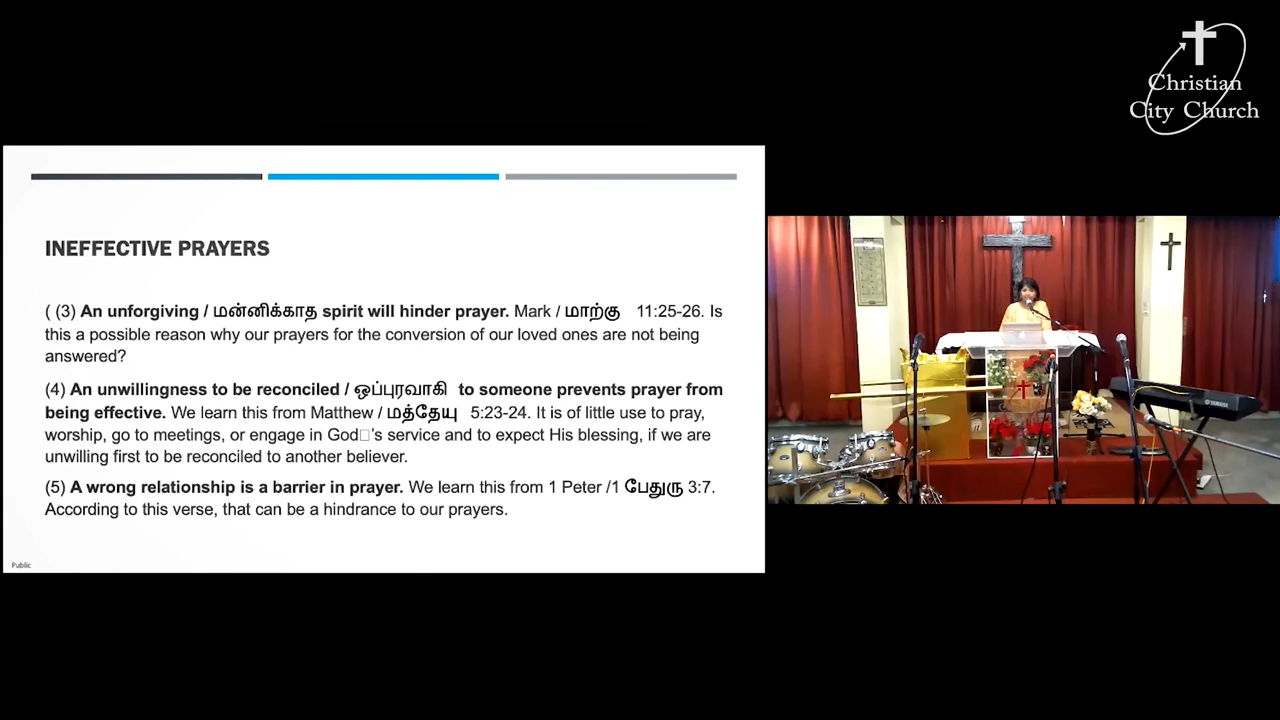 Christian
City Church
INEFFECTIVE PRAYERS
( (3) An unforgiving / மன்னிக்காத spirit will hinder prayer. Mark / மாற்கு 11:25-26. Is
this a possible reason why our prayers for the conversion of our loved ones are not being
answered?
(4) An unwillingness to be reconciled / ஒப்புரவாகி to someone prevents prayer from
being effective. We learn this from Matthew / மத்தேயு 5:23-24. It is of little use to pray,
worship, go to meetings, or engage in God□'s service and to expect His blessing, if we are
unwilling first to be reconciled to another believer.
(5) A wrong relationship is a barrier in prayer. We learn this from 1 Peter /1 பேதுரு 3:7.
According to this verse, that can be a hindrance to our prayers.
Public
YAMAHA